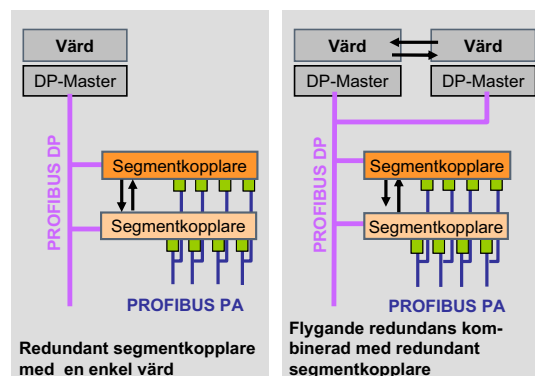 Värd
DP-Master
PROFIBUS DP
Segmentkopplare
Segmentkopplare
PROFIBUS PA
Redundant segmentkopplare
med en enkel värd
Värd
Värd
DP-Master
DP-Master
PROFIBUS DP
Segmentkopplare
Segmentkopplare
PROFIBUS PA
Flygande redundans kom-
binerad med redundant
segmentkopplare